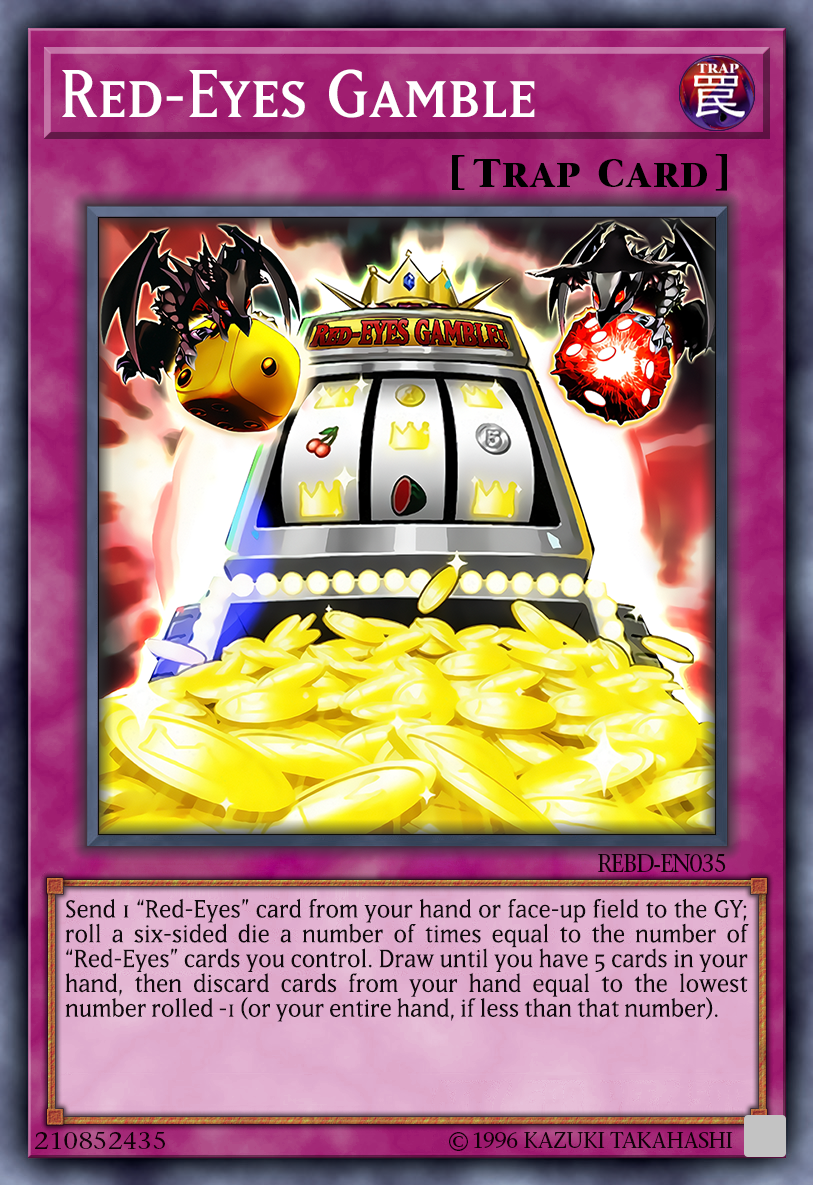 Red-Eyes Gamble
TRAP
罠
[Trap Card]
RED-EYES GAMBLE!
5
REBD-EN035
Send 1 “Red-Eyes” card from your hand or face-up field to the GY;
roll a six-sided die a number of times equal to the number of
“Red-Eyes” cards you control. Draw until you have 5 cards in your
hand, then discard cards from your hand equal to the lowest
number rolled -1 (or your entire hand, if less than that number).
210852435
© 1996 KAZUKI TAKAHASHI